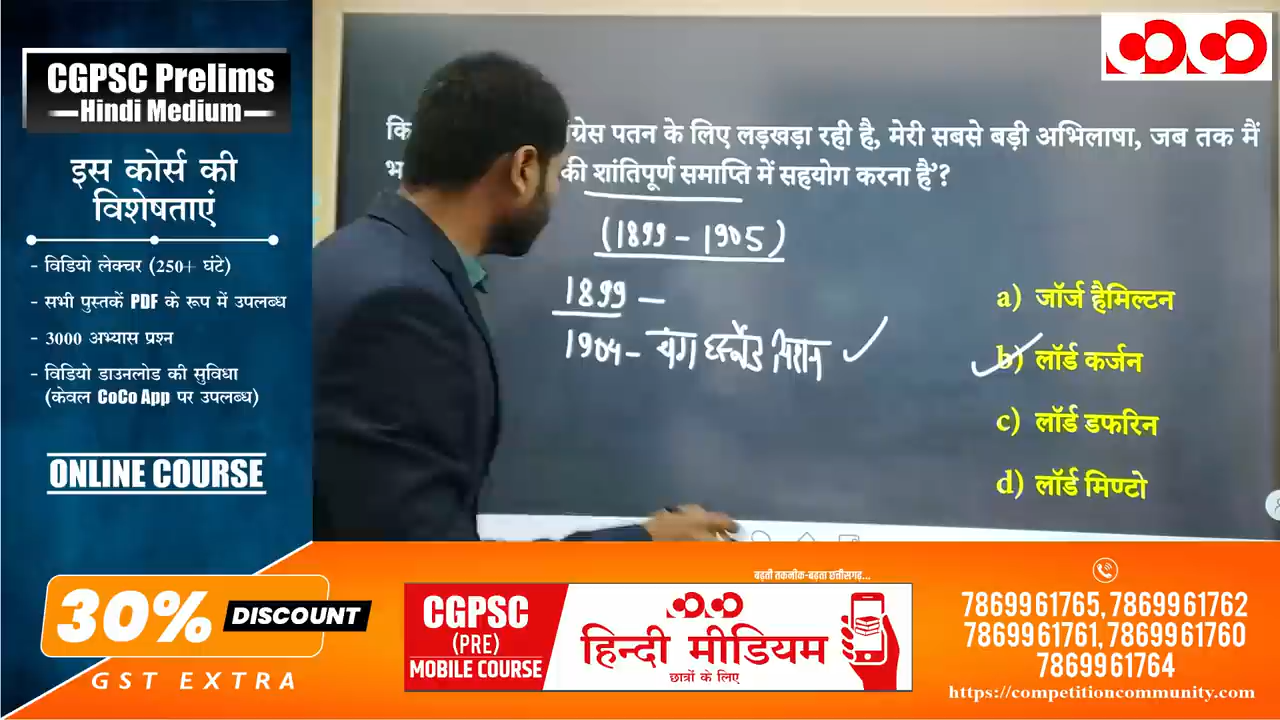 CGPSC Prelims
Hindi Medium
इस कोर्स की
विशेषताएं
- विडियो लेक्चर (250+ घंटे)
- सभी पुस्तकें PDF के रूप में उपलब्ध
- 3000 अभ्यास प्रश्न
- विडियो डाउनलोड की सुविधा
(केवल CoCo App पर उपलब्ध)
ONLINE COURSE
पतन के लिए लड़खड़ा रही है, मेरी सबसे बड़ी अभिलाषा, जब तक मैं
की शांतिपूर्ण समाप्ति में सहयोग करना है'?
(1899 - 1905)
1899 -
1904 -
a) जॉर्ज हैमिल्टन
b) लॉर्ड कर्जन
c) लॉर्ड डफरिन
d) लॉर्ड मिण्टो
30% DISCOUNT
GST EXTRA
बढ़ती तकनीक-बढ़ता छत्तीसगढ़...
CGPSC
(PRE)
MOBILE COURSE
हिन्दी मीडियम
छात्रों के लिए
7869961765, 7869961762
7869961761, 7869961760
7869961764
https://competitioncommunity.com